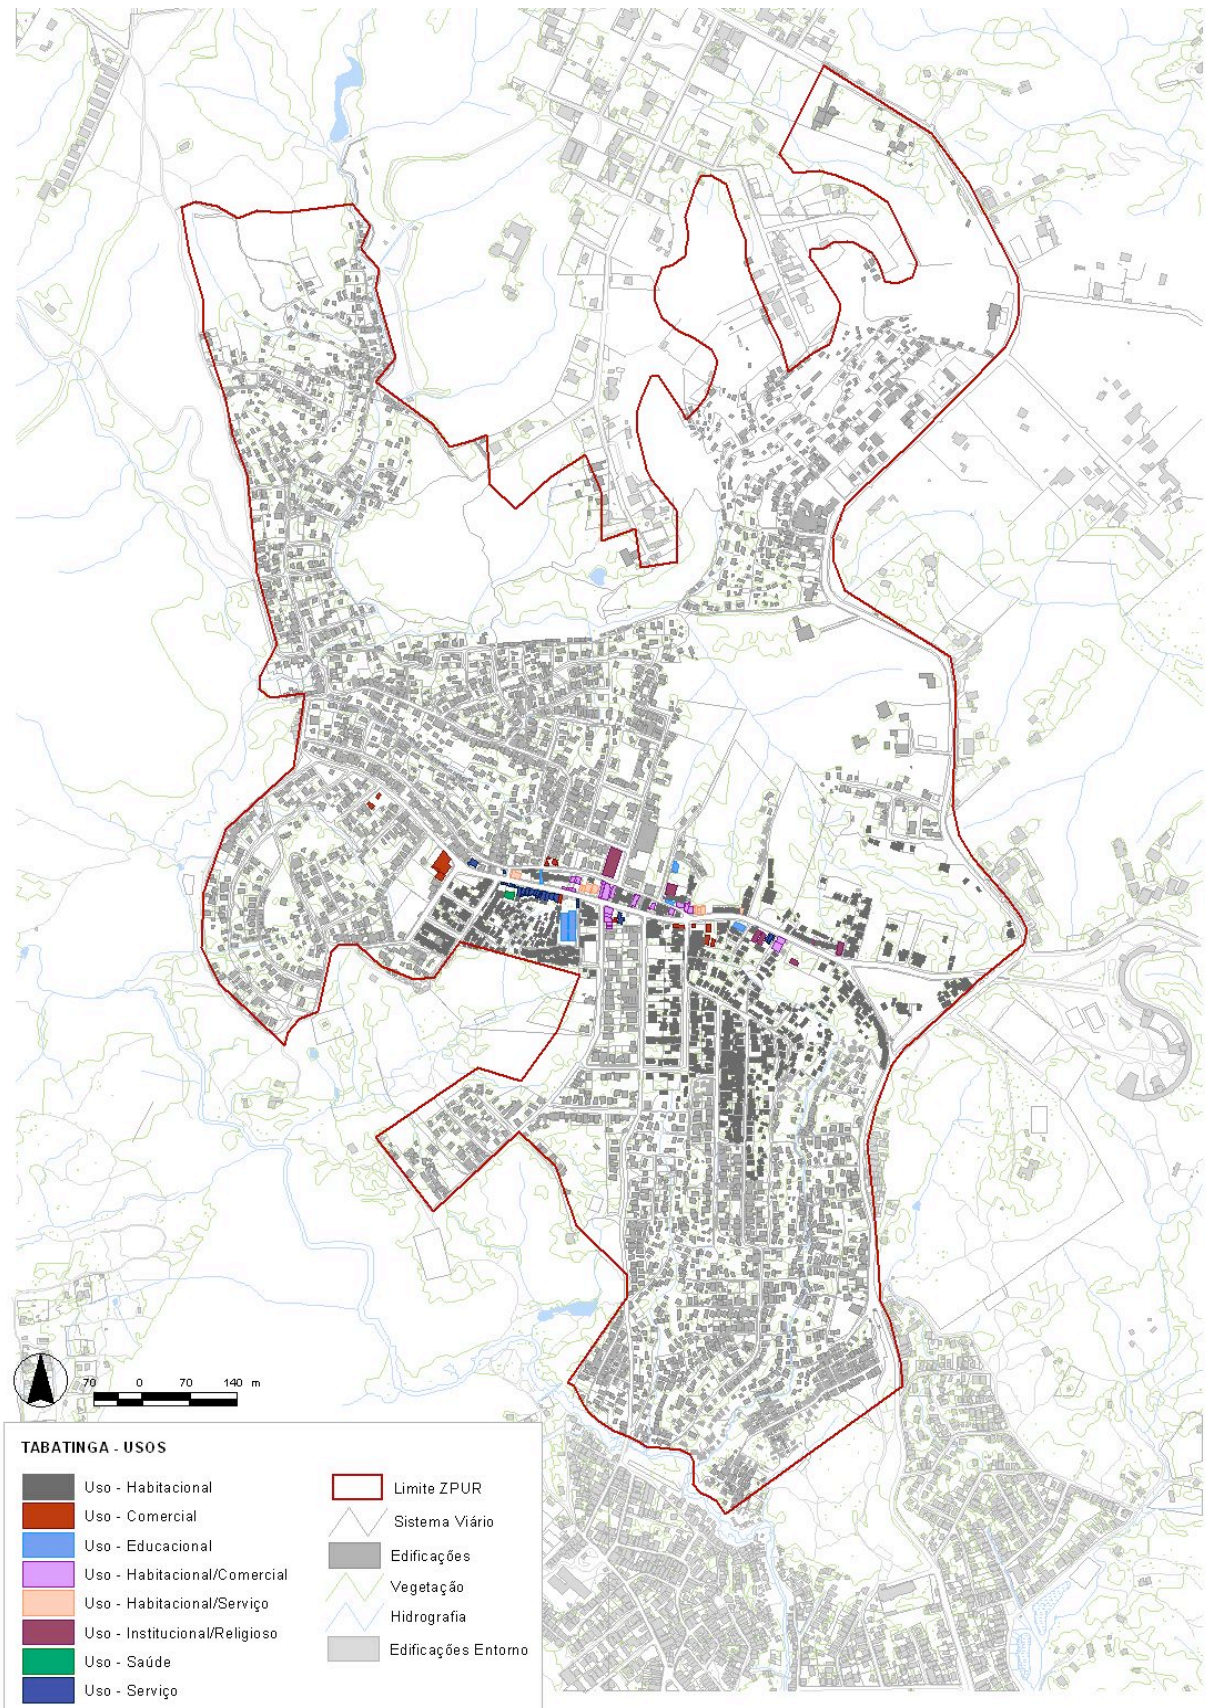 70 0 70 140 m
TABATINGA - USOS
Uso - Habitacional
Uso - Comercial
Uso - Educacional
Uso - Habitacional/Comercial
Uso - Habitacional/Serviço
Uso - Institucional/Religioso
Uso - Saúde
Uso - Serviço
Limite ZPUR
Sistema Viário
Edificações
Vegetação
Hidrografia
Edificações Entorno